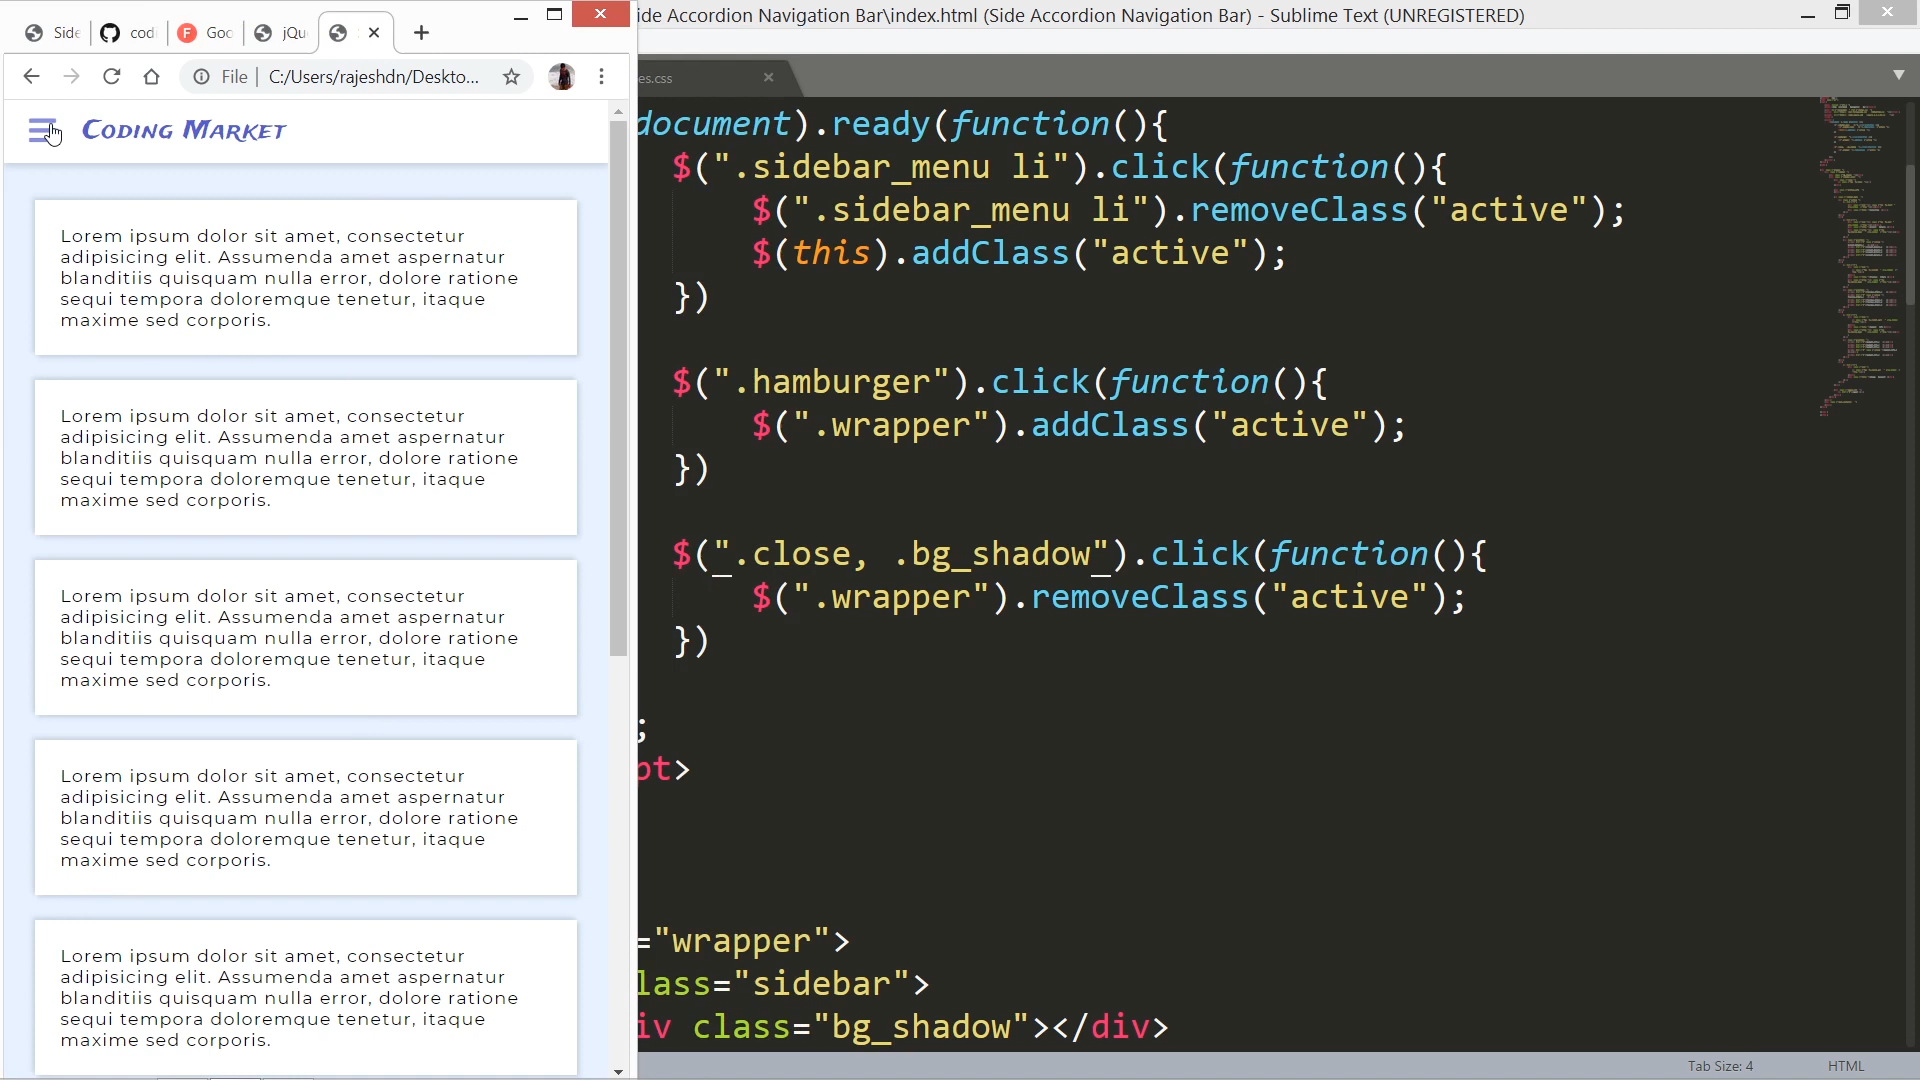 ide Accordion Navigation Bar\index.html (Side Accordion Navigation Bar) - Sublime Text (UNREGISTERED)
Side
codi
Goo
jQu
File
C:/Users/rajeshdn/Deskto...
es.css
Coding Market
Lorem ipsum dolor sit amet, consectetur
adipisicing elit. Assumenda amet aspernatur
blanditiis quisquam nulla error, dolore ratione
sequi tempora doloremque tenetur, itaque
maxime sed corporis.
Lorem ipsum dolor sit amet, consectetur
adipisicing elit. Assumenda amet aspernatur
blanditiis quisquam nulla error, dolore ratione
sequi tempora doloremque tenetur, itaque
maxime sed corporis.
Lorem ipsum dolor sit amet, consectetur
adipisicing elit. Assumenda amet aspernatur
blanditiis quisquam nulla error, dolore ratione
sequi tempora doloremque tenetur, itaque
maxime sed corporis.
Lorem ipsum dolor sit amet, consectetur
adipisicing elit. Assumenda amet aspernatur
blanditiis quisquam nulla error, dolore ratione
sequi tempora doloremque tenetur, itaque
maxime sed corporis.
Lorem ipsum dolor sit amet, consectetur
adipisicing elit. Assumenda amet aspernatur
blanditiis quisquam nulla error, dolore ratione
sequi tempora doloremque tenetur, itaque
maxime sed corporis.
document).ready(function(){
$(".sidebar_menu li").click(function(){
$(".sidebar_menu li").removeClass("active");
$(this).addClass("active");
})
$(".hamburger").click(function(){
$(".wrapper").addClass("active");
})
$(".close, .bg_shadow").click(function(){
$(".wrapper").removeClass("active");
})
;
pt>
="wrapper">
lass="sidebar">
iv class="bg_shadow"></div>
Tab Size: 4
HTML